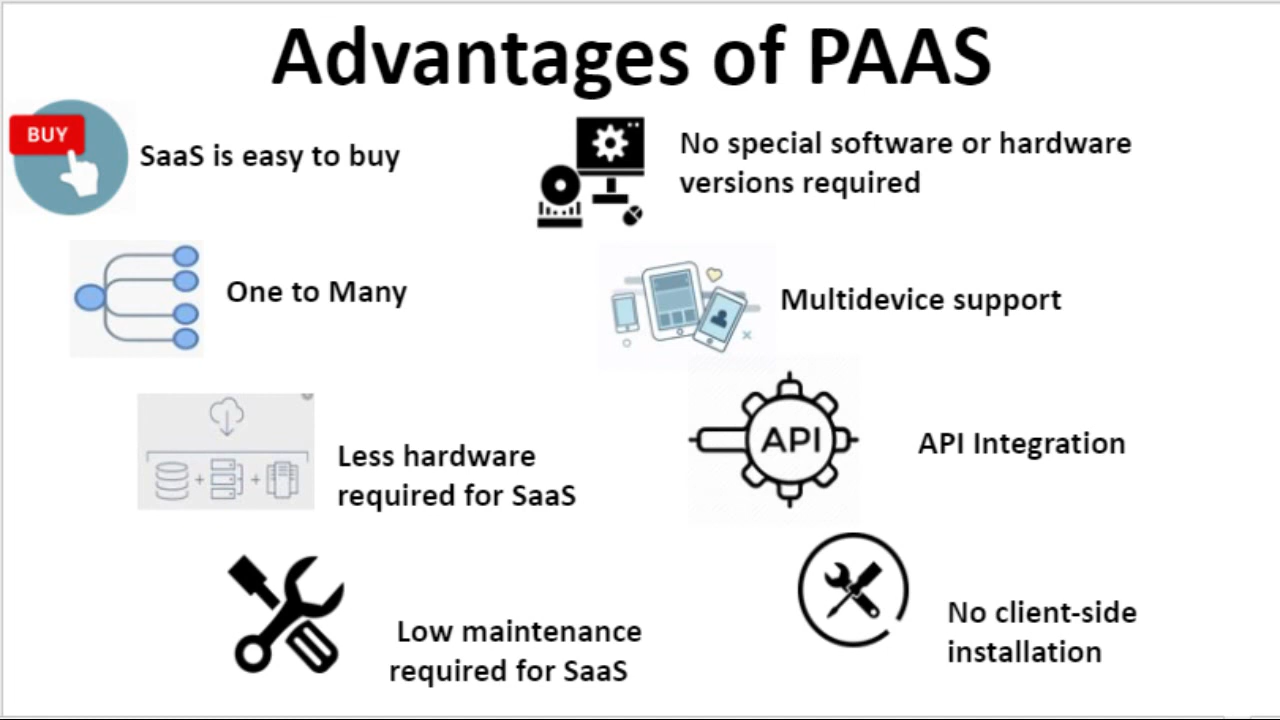 Advantages of PAAS
BUY
SaaS is easy to buy
No special software or hardware
versions required
One to Many
Multidevice support
Less hardware
required for SaaS
API
API Integration
Low maintenance
required for SaaS
No client-side
installation